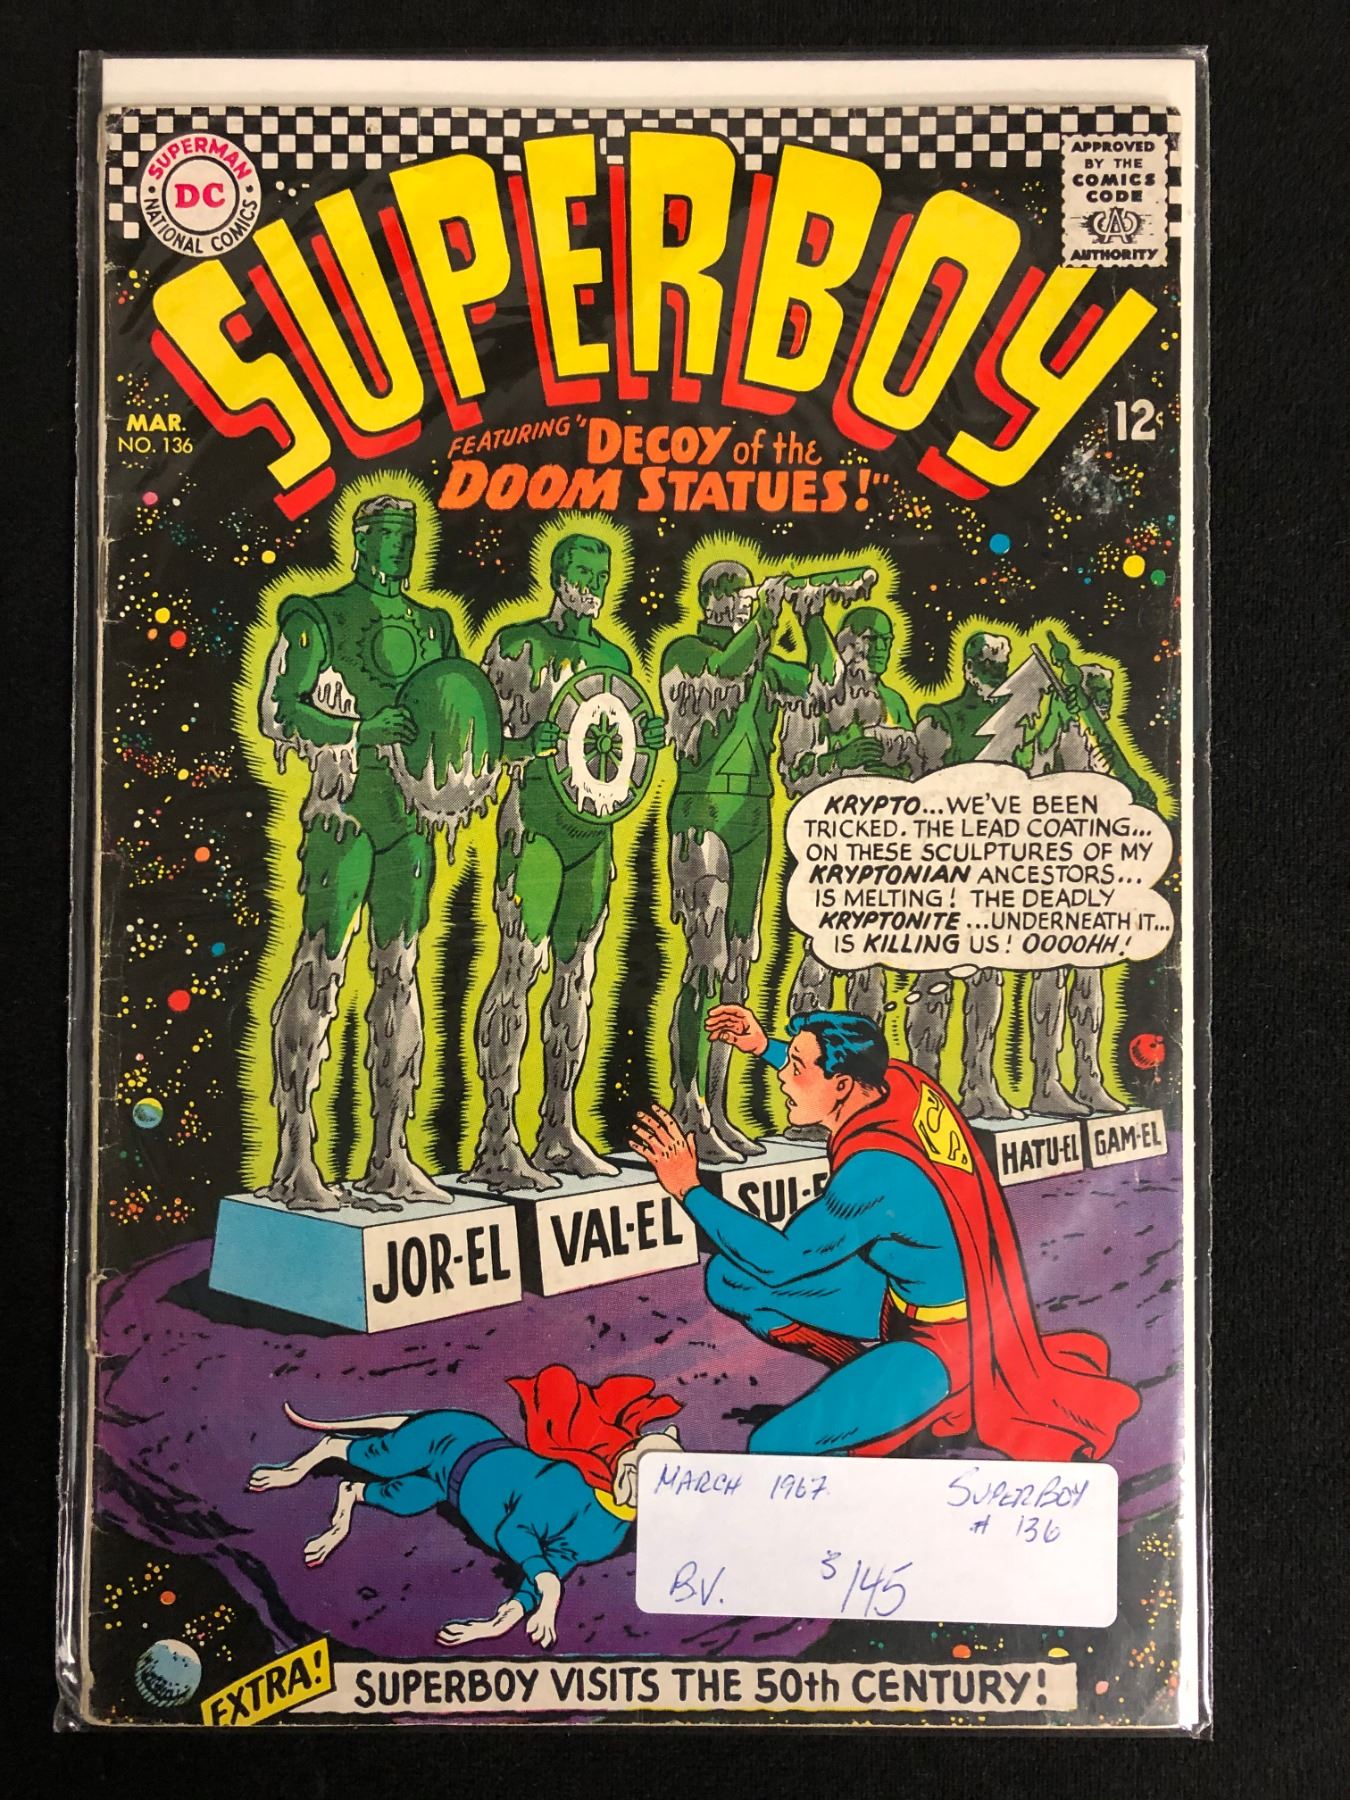 SUPERMAN
DC
NATIONAL COMICS
SUPERBOY
APPROVED
BY THE
COMICS
CODE
CA
AUTHORITY
MAR.
NO. 136
12¢
FEATURING "DECOY of the
DOOM STATUES!"
KRYPTO...WE'VE BEEN
TRICKED. THE LEAD COATING...
ON THESE SCULPTURES OF MY
KRYPTONIAN ANCESTORS...
IS MELTING! THE DEADLY
KRYPTONITE...UNDERNEATH IT...
IS KILLING US! OOOOHH!
JOR-EL
VAL-EL
SUL-E
HATU-EL
GAM-EL
MARCH 1967
SUPERBOY
# 136
B.V. $145
EXTRA!
SUPERBOY VISITS THE 50th CENTURY!